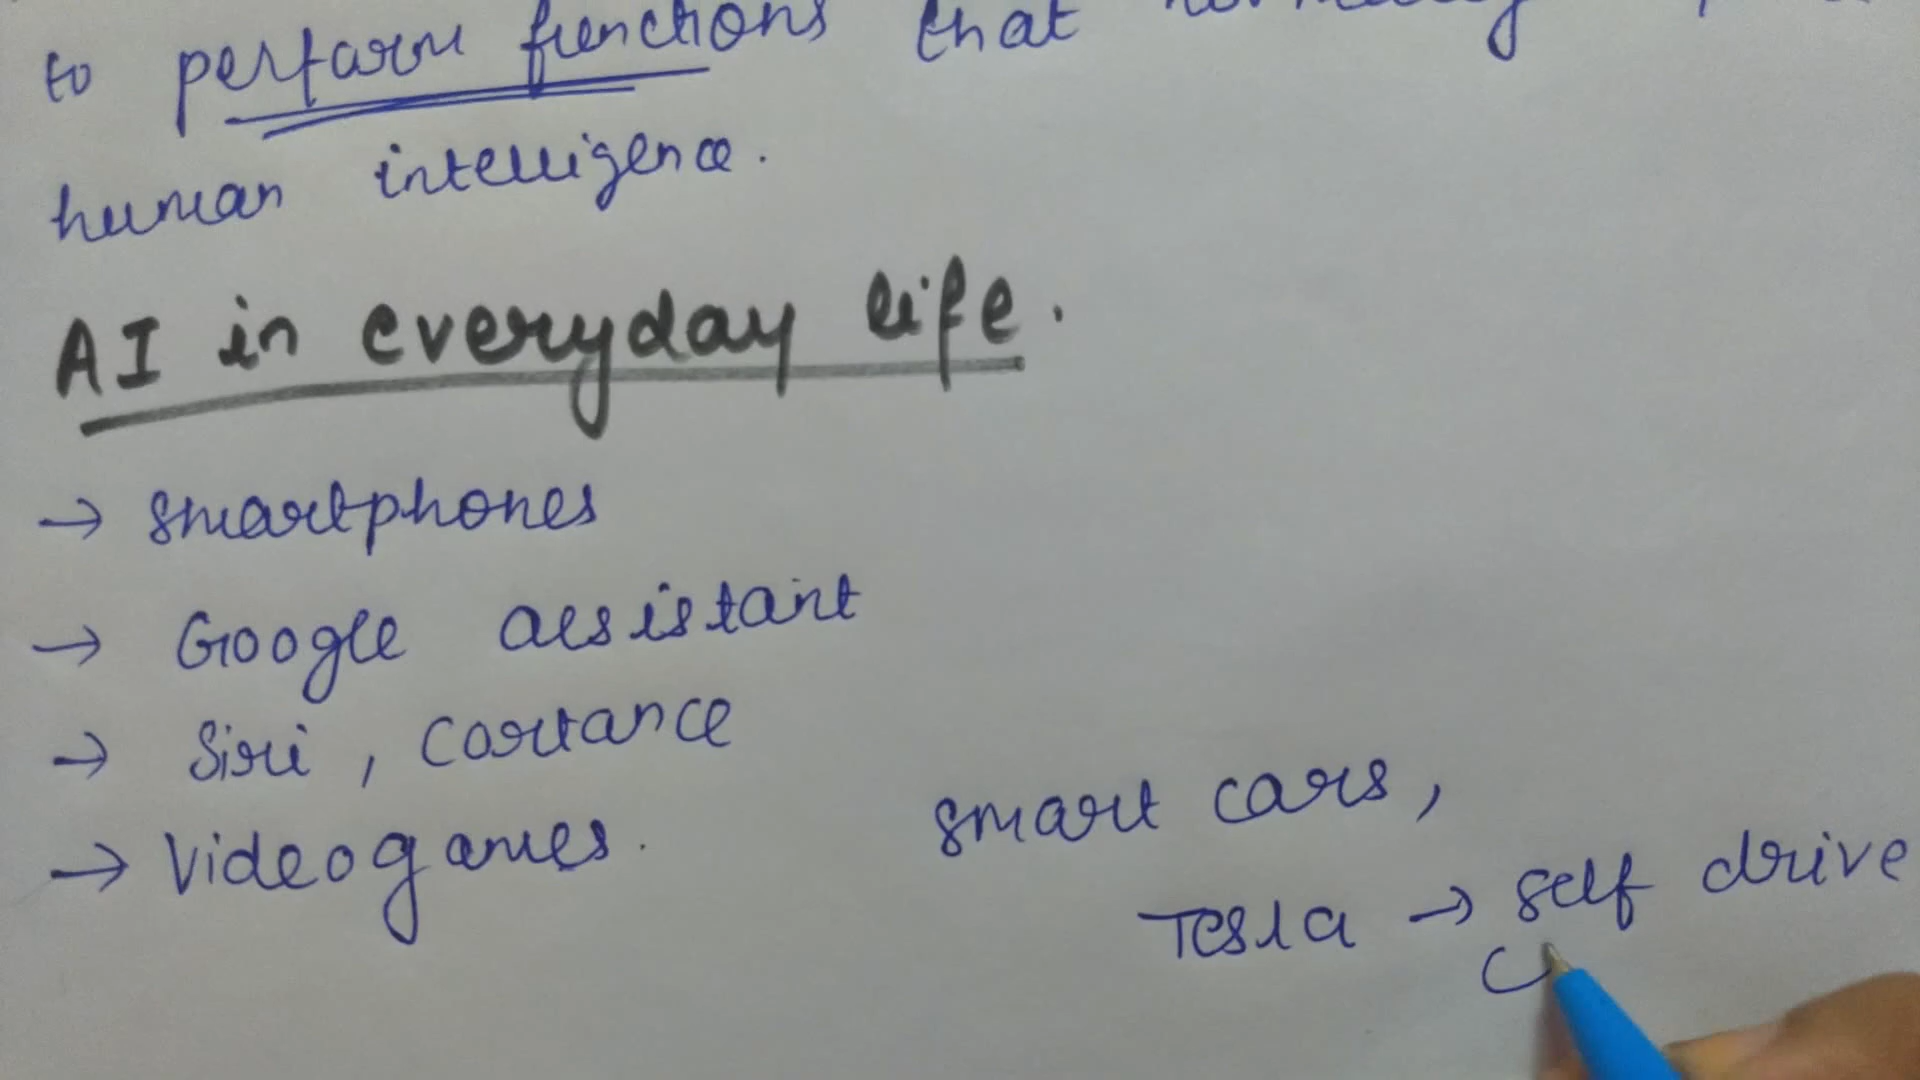 to perform functions that normally
human intelligence.
AI in everyday life.
→ smartphones
→ Google assistant
→ Siri, Cortance
→ Videogames.
smart cars,
Tesla → self drive
C